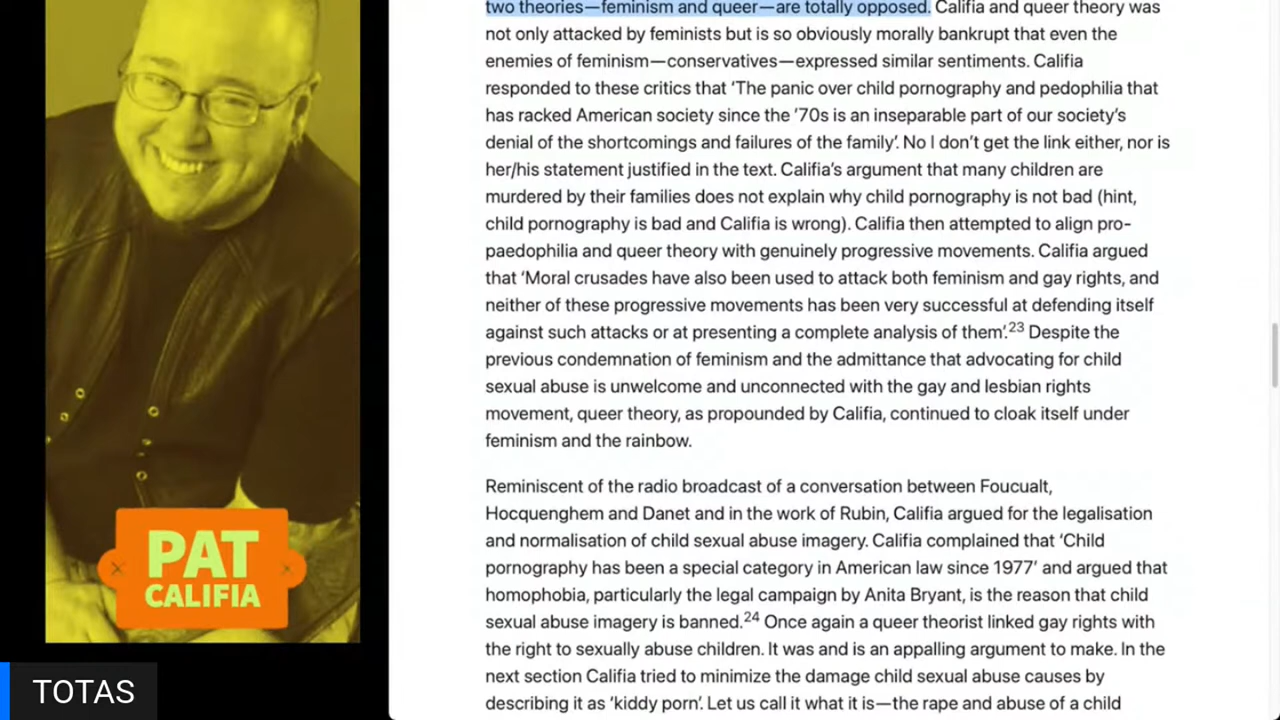 two theories—feminism and queer—are totally opposed. Califia and queer theory was
not only attacked by feminists but is so obviously morally bankrupt that even the
enemies of feminism—conservatives—expressed similar sentiments. Califia
responded to these critics that ‘The panic over child pornography and pedophilia that
has racked American society since the ’70s is an inseparable part of our society’s
denial of the shortcomings and failures of the family’. No I don’t get the link either, nor is
her/his statement justified in the text. Califia’s argument that many children are
murdered by their families does not explain why child pornography is not bad (hint,
child pornography is bad and Califia is wrong). Califia then attempted to align pro-
paedophilia and queer theory with genuinely progressive movements. Califia argued
that ‘Moral crusades have also been used to attack both feminism and gay rights, and
neither of these progressive movements has been very successful at defending itself
against such attacks or at presenting a complete analysis of them’.23 Despite the
previous condemnation of feminism and the admittance that advocating for child
sexual abuse is unwelcome and unconnected with the gay and lesbian rights
movement, queer theory, as propounded by Califia, continued to cloak itself under
feminism and the rainbow.
Reminiscent of the radio broadcast of a conversation between Foucualt,
Hocquenghem and Danet and in the work of Rubin, Califia argued for the legalisation
and normalisation of child sexual abuse imagery. Califia complained that ‘Child
pornography has been a special category in American law since 1977’ and argued that
homophobia, particularly the legal campaign by Anita Bryant, is the reason that child
sexual abuse imagery is banned.24 Once again a queer theorist linked gay rights with
the right to sexually abuse children. It was and is an appalling argument to make. In the
next section Califia tried to minimize the damage child sexual abuse causes by
describing it as ‘kiddy porn’. Let us call it what it is—the rape and abuse of a child
PAT
CALIFIA
TOTAS